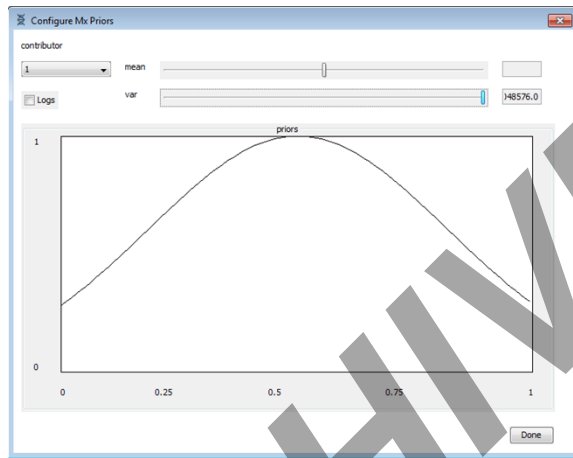 Configure Mx Priors
contributor
1
mean
Logs
var
)48576.0
priors
1
0
0 0.25 0.5 0.75 1
Done